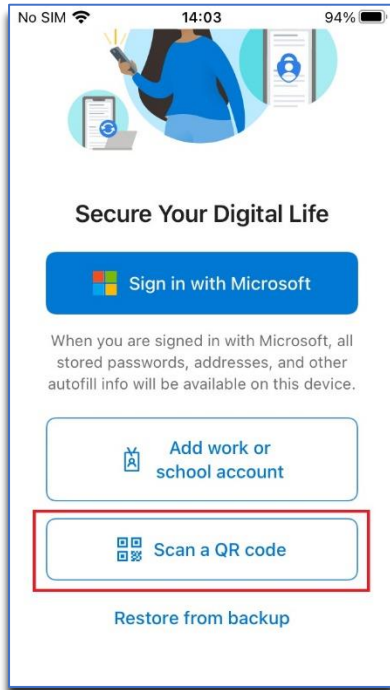 No SIM 14:03 94%
Secure Your Digital Life
Sign in with Microsoft
When you are signed in with Microsoft, all
stored passwords, addresses, and other
autofill info will be available on this device.
Add work or
school account
Scan a QR code
Restore from backup